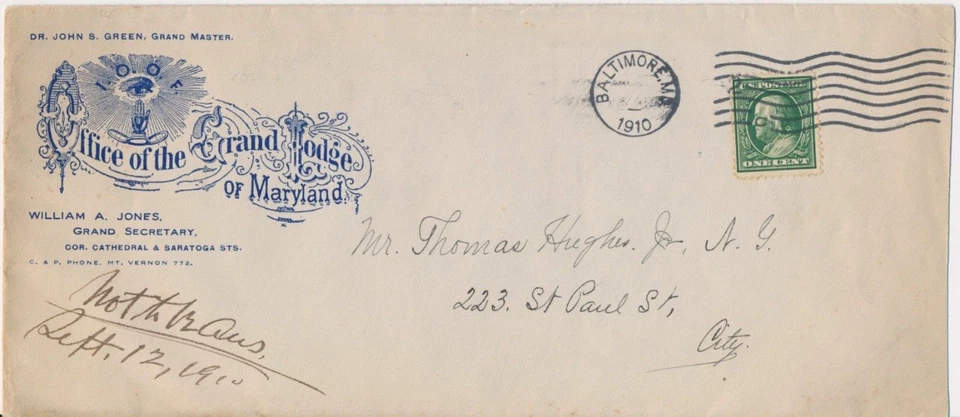 DR. JOHN S. GREEN, GRAND MASTER.
I. O. O. F.
Office of the Grand Lodge
OF Maryland.
WILLIAM A. JONES,
GRAND SECRETARY,
COR. CATHEDRAL & SARATOGA STS.
C. & P. PHONE, MT. VERNON 772.
BALTIMORE, MD.
1910
U.S. POSTAGE
ONE CENT
Mr. Thomas Hughes. Jr, N. G.
223. St Paul St,
City.
Not to be Ans.
Sept. 12, 1910